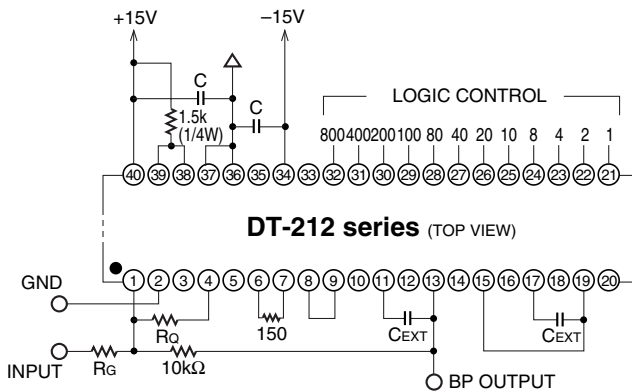 +15V
−15V
C
C
1.5k
(1/4W)
LOGIC CONTROL
800 400 200 100 80 40 20 10 8 4 2 1
40 39 38 37 36 35 34 33 32 31 30 29 28 27 26 25 24 23 22 21
DT-212 series (TOP VIEW)
1 2 3 4 5 6 7 8 9 10 11 12 13 14 15 16 17 18 19 20
GND
RQ
150
CEXT
CEXT
INPUT
RG
10kΩ
BP OUTPUT